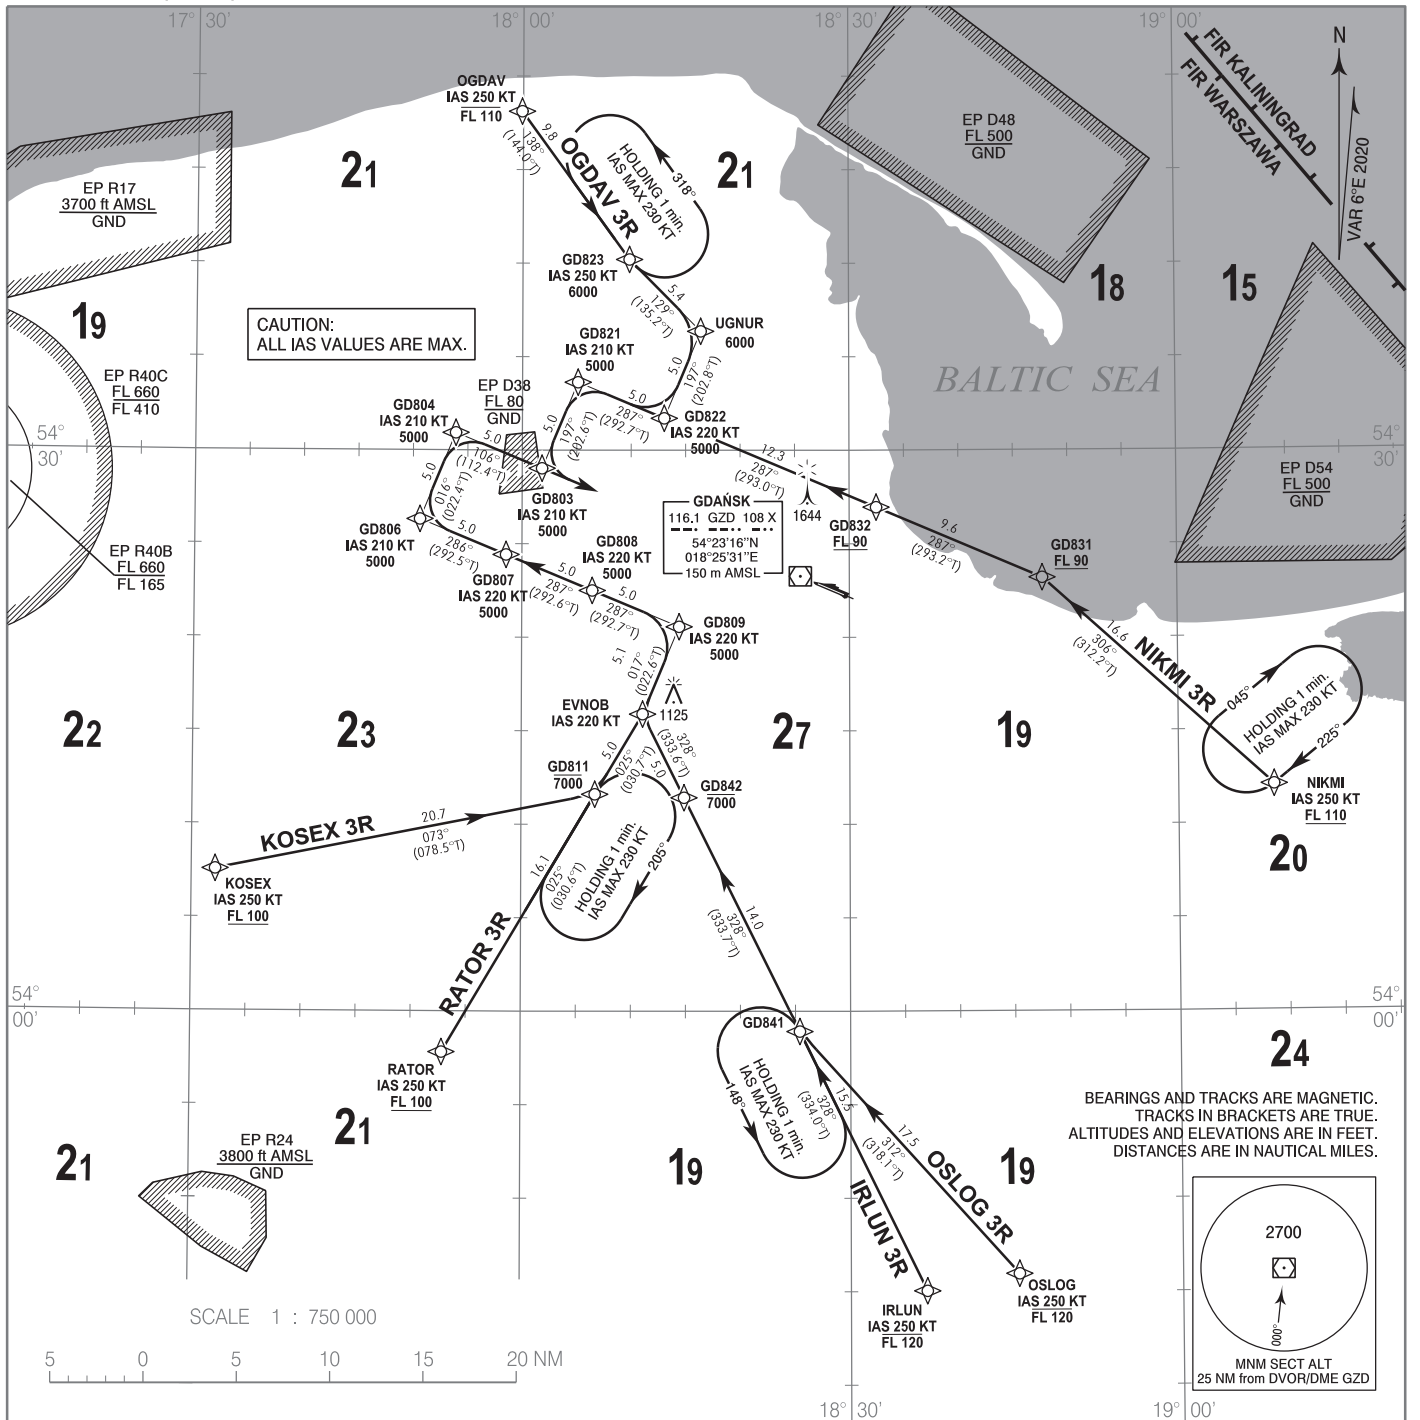 17° 30'
18° 00'
18° 30'
19° 00'
FIR KALININGRAD
FIR WARSZAWA
N
VAR 6°E 2020
OGDAV
IAS 250 KT
FL 110
9.8
138°
(144.0°T)
OGDAV 3R
HOLDING 1 min.
IAS MAX 230 KT
318°
21
21
EP R17
3700 ft AMSL
GND
EP D48
FL 500
GND
GD823
IAS 250 KT
6000
5.4
129°
(135.2°T)
18
15
19
CAUTION:
ALL IAS VALUES ARE MAX.
UGNUR
6000
5.0
197°
(202.8°T)
GD821
IAS 210 KT
5000
BALTIC SEA
EP R40C
FL 660
FL 410
EP D38
FL 80
GND
5.0
287°
(292.7°T)
GD822
IAS 220 KT
5000
GD804
IAS 210 KT
5000
5.0
106°
(112.4°T)
5.0
197°
(202.6°T)
54°
30'
54°
30'
12.3
287°
(293.0°T)
EP D54
FL 500
GND
5.0
016°
(022.4°T)
GD803
IAS 210 KT
5000
GDAŃSK
116.1 GZD 108 X
54°23'16"N
018°25'31"E
150 m AMSL
1644
GD832
FL 90
9.6
287°
(293.2°T)
GD806
IAS 210 KT
5000
5.0
286°
(292.5°T)
GD808
IAS 220 KT
5000
GD831
FL 90
EP R40B
FL 660
FL 165
GD807
IAS 220 KT
5000
5.0
287°
(292.6°T)
5.0
287°
(292.7°T)
GD809
IAS 220 KT
5000
16.6
306°
(312.2°T)
NIKMI 3R
5.1
017°
(022.6°T)
045°
HOLDING 1 min.
IAS MAX 230 KT
225°
EVNOB
IAS 220 KT
1125
22
23
27
19
5.0
025°
(030.7°T)
328°
(333.6°T)
5.0
GD811
7000
GD842
7000
NIKMI
IAS 250 KT
FL 110
KOSEX 3R
20.7
073°
(078.5°T)
20
KOSEX
IAS 250 KT
FL 100
16.1
025°
(030.6°T)
HOLDING 1 min.
IAS MAX 230 KT
205°
RATOR 3R
14.0
328°
(333.7°T)
54°
00'
54°
00'
GD841
24
RATOR
IAS 250 KT
FL 100
HOLDING 1 min.
IAS MAX 230 KT
148°
15.5
328°
(334.0°T)
17.5
312°
(318.1°T)
BEARINGS AND TRACKS ARE MAGNETIC.
TRACKS IN BRACKETS ARE TRUE.
ALTITUDES AND ELEVATIONS ARE IN FEET.
DISTANCES ARE IN NAUTICAL MILES.
21
21
EP R24
3800 ft AMSL
GND
19
19
IRLUN 3R
OSLOG 3R
2700
000°
MNM SECT ALT
25 NM from DVOR/DME GZD
OSLOG
IAS 250 KT
FL 120
IRLUN
IAS 250 KT
FL 120
SCALE 1 : 750 000
5 0 5 10 15 20 NM
18° 30'
19° 00'